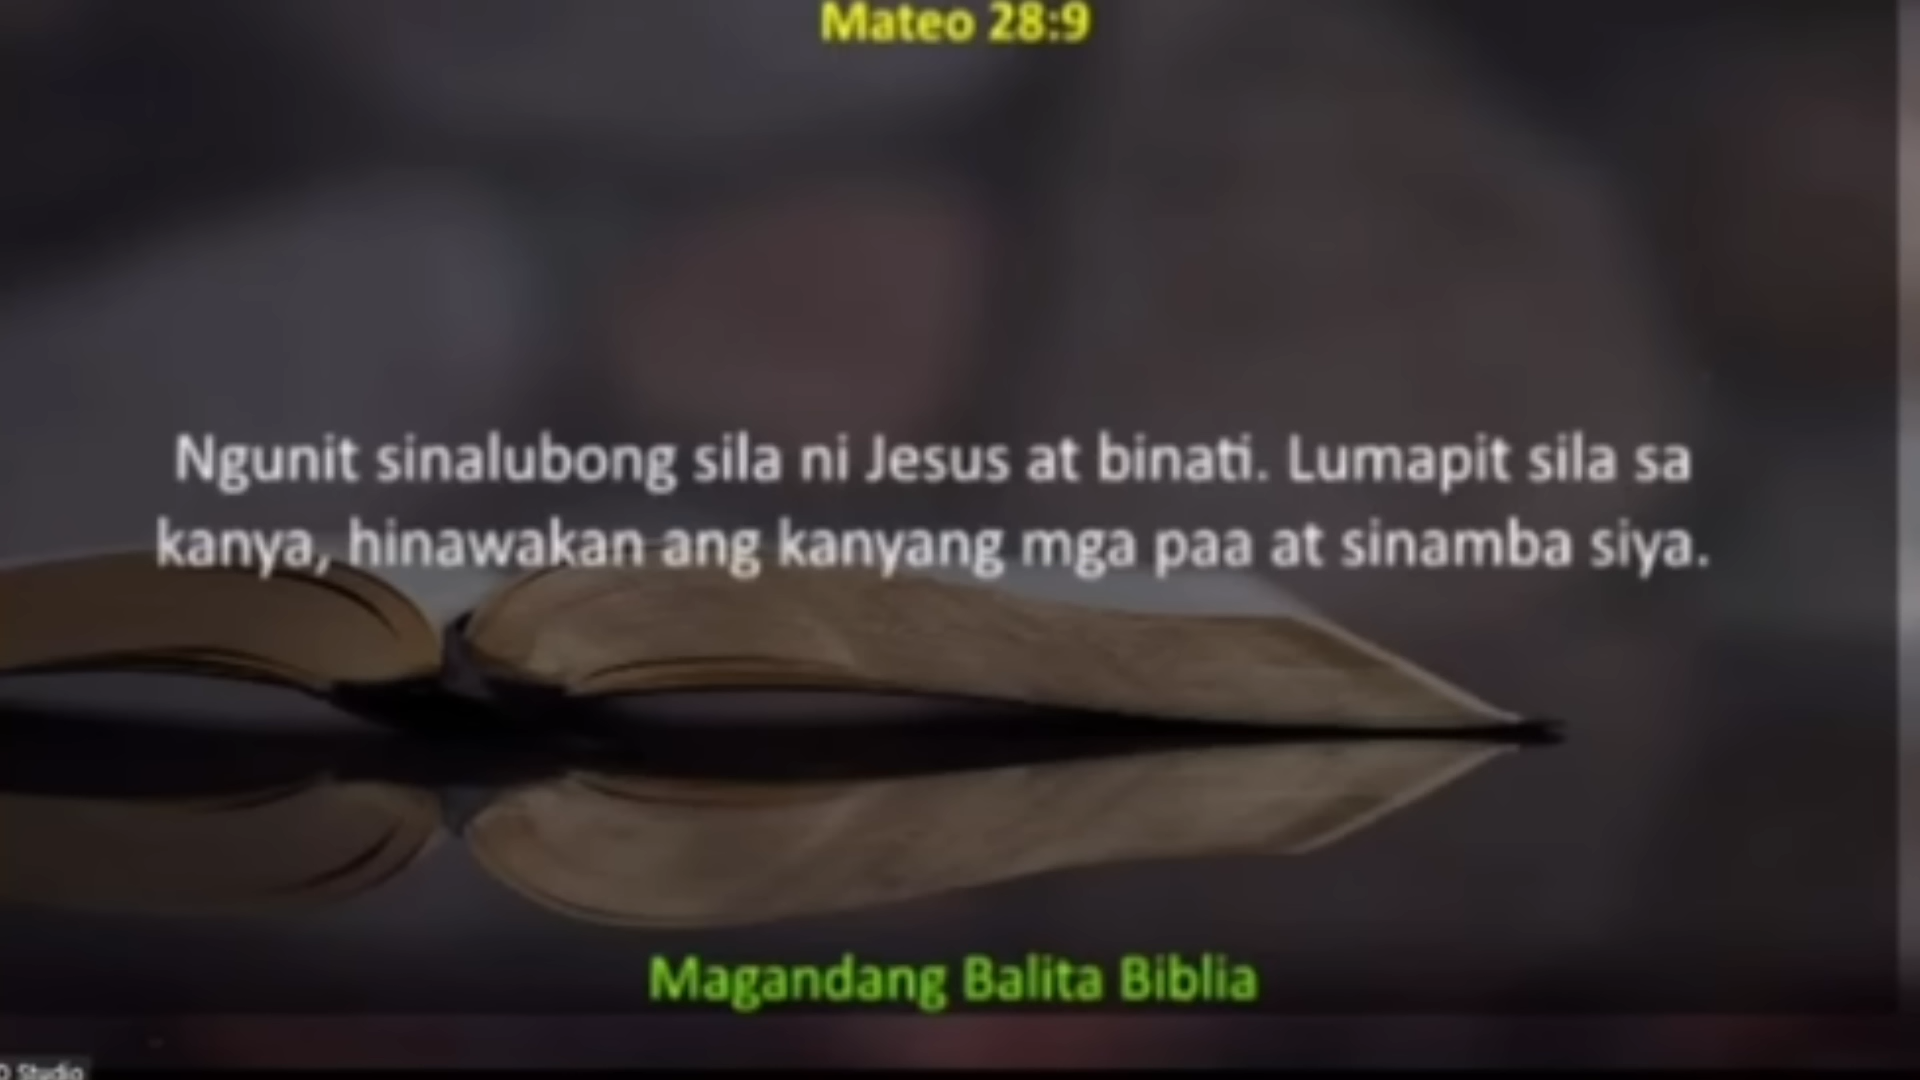 Mateo 28:9
Ngunit sinalubong sila ni Jesus at binati. Lumapit sila sa
kanya, hinawakan ang kanyang mga paa at sinamba siya.
Magandang Balita Biblia
Studio